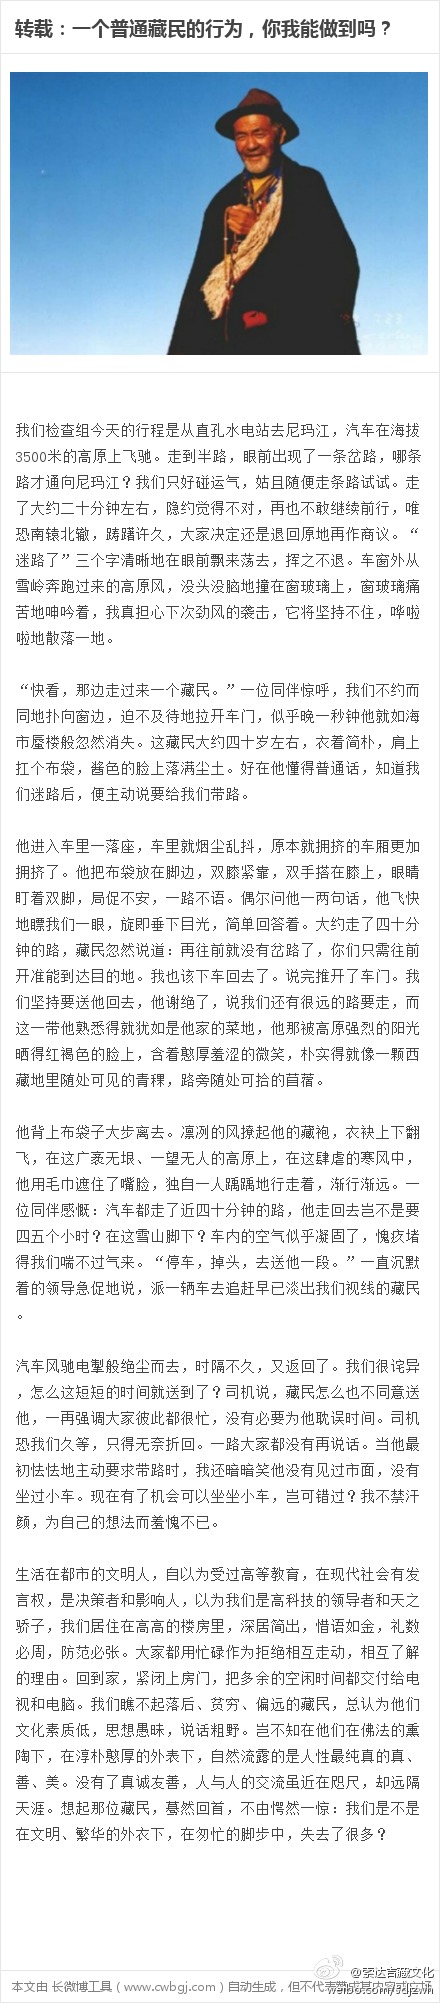 转载：一个普通藏民的行为，你我能做到吗？
我们检查组今天的行程是从直孔水电站去尼玛江，汽车在海拔
3500米的高原上飞驰。走到半路，眼前出现了一条岔路，哪条
路才通向尼玛江？我们只好碰运气，姑且随便走条路试试。走
了大约二十分钟左右，隐约觉得不对，再也不敢继续前行，唯
恐南辕北辙，踌躇许久，大家决定还是退回原地再作商议。“
迷路了”三个字清晰地在眼前飘来荡去，挥之不退。车窗外从
雪岭奔跑过来的高原风，没头没脑地撞在窗玻璃上，窗玻璃痛
苦地呻吟着，我真担心下次劲风的袭击，它将坚持不住，哗啦
啦地散落一地。
“快看，那边走过来一个藏民。”一位同伴惊呼，我们不约而
同地扑向窗边，迫不及待地拉开车门，似乎晚一秒钟他就如海
市蜃楼般忽然消失。这藏民大约四十岁左右，衣着简朴，肩上
扛个布袋，酱色的脸上落满尘土。好在他懂得普通话，知道我
们迷路后，便主动说要给我们带路。
他进入车里一落座，车里就烟尘乱抖，原本就拥挤的车厢更加
拥挤了。他把布袋放在脚边，双膝紧靠，双手搭在膝上，眼睛
盯着双脚，局促不安，一路不语。偶尔问他一两句话，他飞快
地瞟我们一眼，旋即垂下目光，简单回答着。大约走了四十分
钟的路，藏民忽然说道：再往前就没有岔路了，你们只需往前
开准能到达目的地。我也该下车回去了。说完推开了车门。我
们坚持要送他回去，他谢绝了，说我们还有很远的路要走，而
这一带他熟悉得就犹如是他家的菜地，他那被高原强烈的阳光
晒得红褐色的脸上，含着憨厚羞涩的微笑，朴实得就像一颗西
藏地里随处可见的青稞，路旁随处可拾的苜蓿。
他背上布袋子大步离去。凛冽的风撩起他的藏袍，衣袂上下翻
飞，在这广袤无垠、一望无人的高原上，在这肆虐的寒风中，
他用毛巾遮住了嘴脸，独自一人踽踽地行走着，渐行渐远。一
位同伴感慨：汽车都走了近四十分钟的路，他走回去岂不是要
四五个小时？在这雪山脚下？车内的空气似乎凝固了，愧疚堵
得我们喘不过气来。“停车，掉头，去送他一段。”一直沉默
着的领导急促地说，派一辆车去追赶早已淡出我们视线的藏民
。
汽车风驰电掣般绝尘而去，时隔不久，又返回了。我们很诧异
，怎么这短短的时间就送到了？司机说，藏民怎么也不同意送
他，一再强调大家彼此都很忙，没有必要为他耽误时间。司机
恐我们久等，只得无奈折回。一路大家都没有再说话。当他最
初怯怯地主动要求带路时，我还暗暗笑他没有见过市面，没有
坐过小车。现在有了机会可以坐坐小车，岂可错过？我不禁汗
颜，为自己的想法而羞愧不已。
生活在都市的文明人，自以为受过高等教育，在现代社会有发
言权，是决策者和影响人，以为我们是高科技的领导者和天之
骄子，我们居住在高高的楼房里，深居简出，惜语如金，礼数
必周，防范必张。大家都用忙碌作为拒绝相互走动，相互了解
的理由。回到家，紧闭上房门，把多余的空闲时间都交付给电
视和电脑。我们瞧不起落后、贫穷、偏远的藏民，总认为他们
文化素质低，思想愚昧，说话粗野。岂不知在他们在佛法的熏
陶下，在淳朴憨厚的外表下，自然流露的是人性最纯真的真、
善、美。没有了真诚友善，人与人的交流虽近在咫尺，却远隔
天涯。想起那位藏民，蓦然回首，不由愕然一惊：我们是不是
在文明、繁华的外衣下，在匆忙的脚步中，失去了很多？
@索达吉藏文化
本文由 长微博工具（www.cwbgj.com）自动生成，但不代表赞成其内容或立场